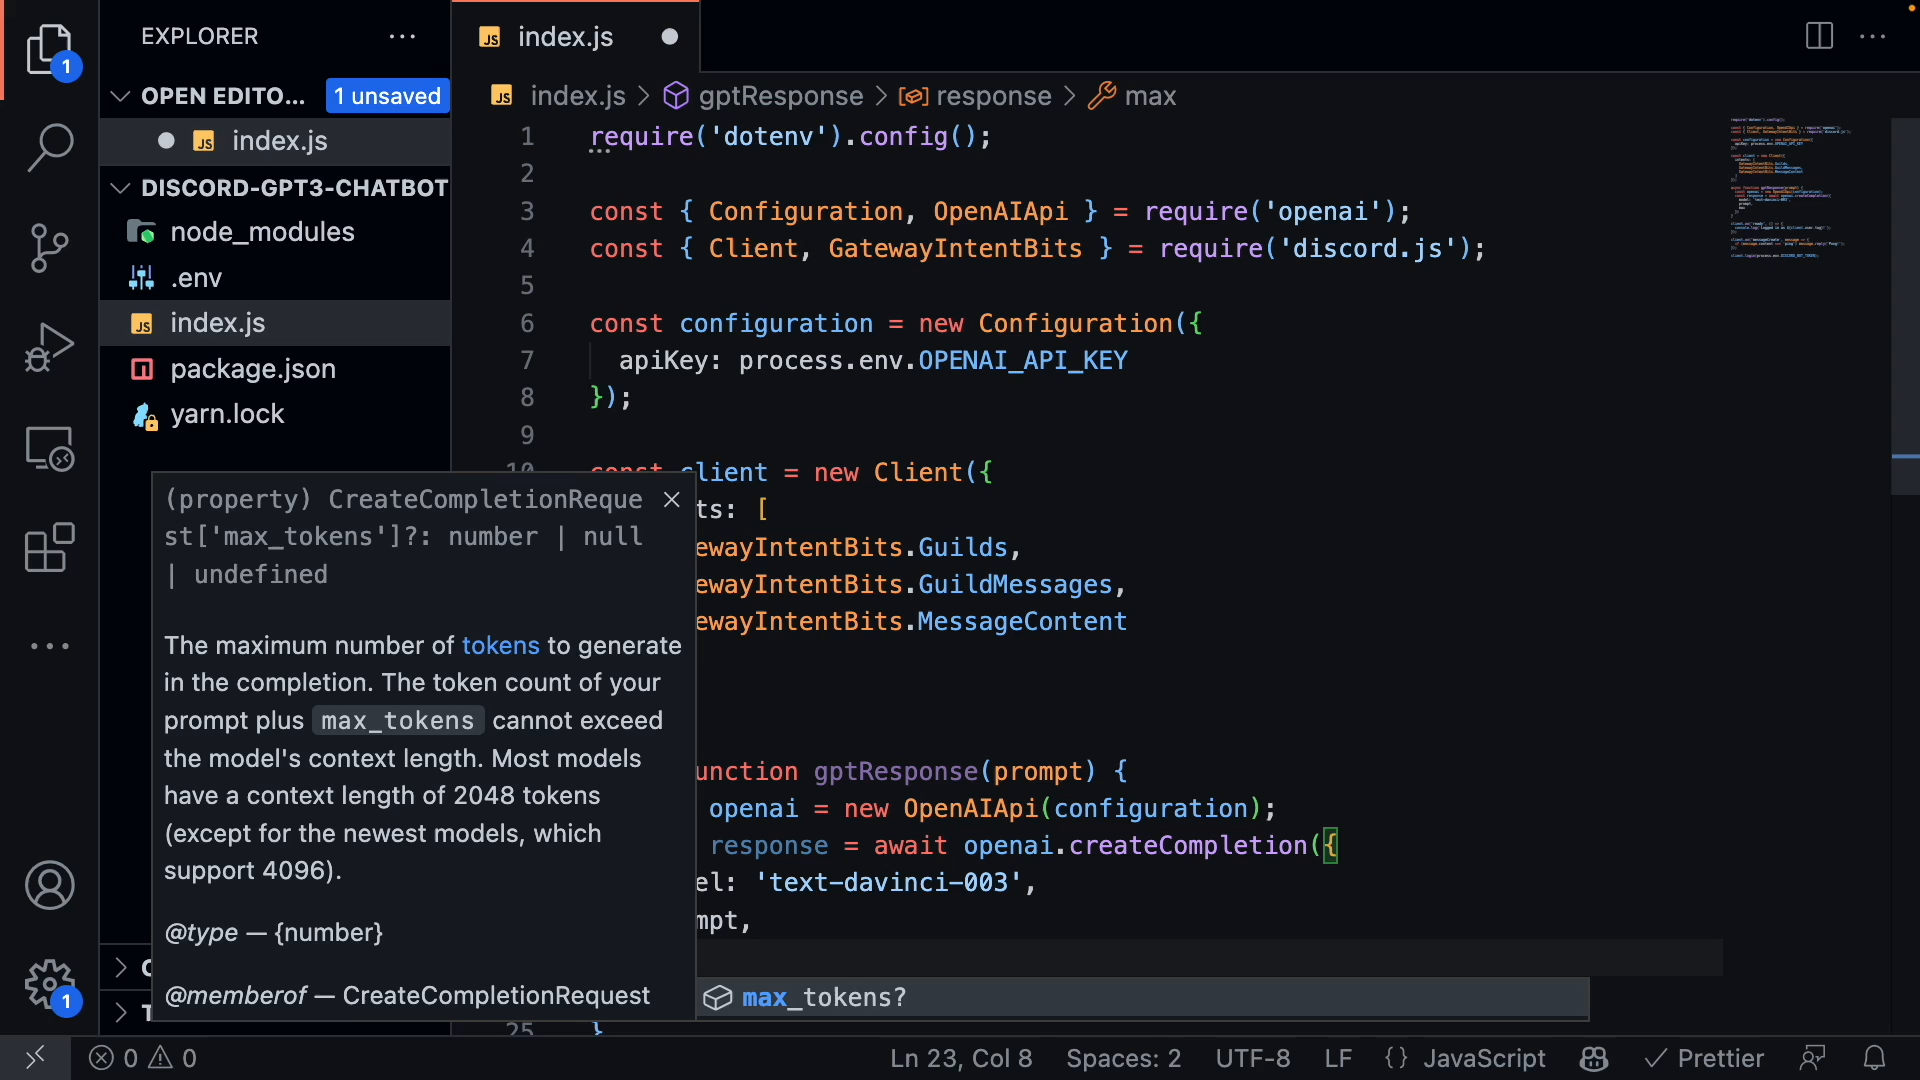 EXPLORER
OPEN EDITO... 1 unsaved
index.js
DISCORD-GPT3-CHATBOT
node_modules
.env
index.js
package.json
yarn.lock
1
1
index.js
index.js > gptResponse > response > max
1 require('dotenv').config();
2
3 const { Configuration, OpenAIApi } = require('openai');
4 const { Client, GatewayIntentBits } = require('discord.js');
5
6 const configuration = new Configuration({
7 apiKey: process.env.OPENAI_API_KEY
8 });
9
10 const client = new Client({
ts: [
ewayIntentBits.Guilds,
ewayIntentBits.GuildMessages,
ewayIntentBits.MessageContent
unction gptResponse(prompt) {
openai = new OpenAIApi(configuration);
response = await openai.createCompletion({
el: 'text-davinci-003',
mpt,
max_tokens?
25 }
(property) CreateCompletionReque
st['max_tokens']?: number | null
| undefined
The maximum number of tokens to generate
in the completion. The token count of your
prompt plus max_tokens cannot exceed
the model's context length. Most models
have a context length of 2048 tokens
(except for the newest models, which
support 4096).
@type — {number}
@memberof — CreateCompletionRequest
0 0
Ln 23, Col 8 Spaces: 2 UTF-8 LF {} JavaScript Prettier